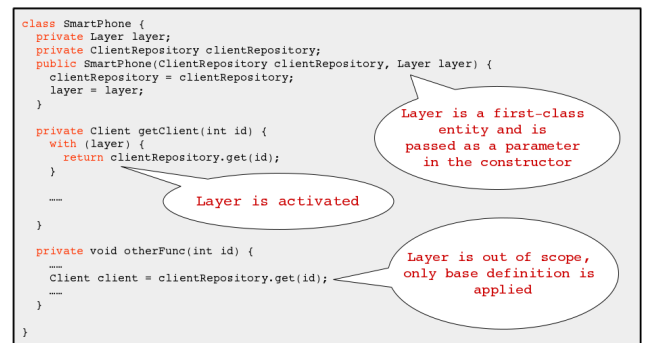 class SmartPhone {
private Layer layer;
private ClientRepository clientRepository;
public SmartPhone(ClientRepository clientRepository, Layer layer) {
clientRepository = clientRepository;
layer = layer;
}
Layer is a first-class
entity and is
passed as a parameter
in the constructor
private Client getClient(int id) {
with (layer) {
return clientRepository.get(id);
}
Layer is activated
……
}
private void otherFunc(int id) {
……
Client client = clientRepository.get(id);
……
}
Layer is out of scope,
only base definition is
applied
}